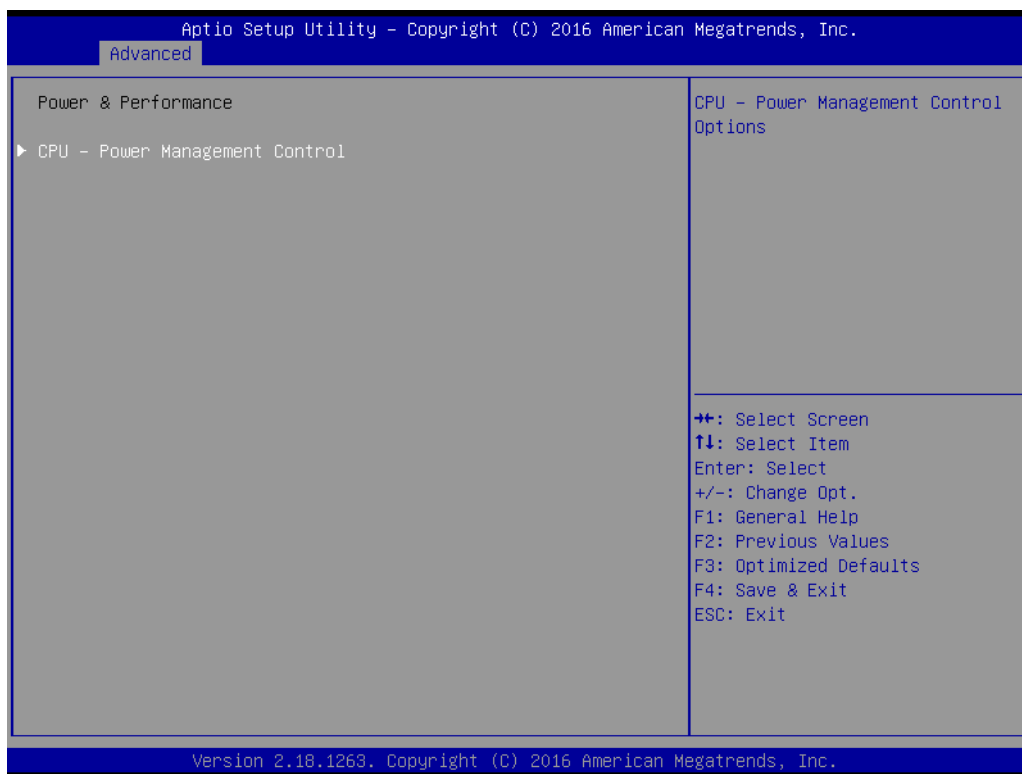 Aptio Setup Utility – Copyright (C) 2016 American Megatrends, Inc.
Advanced
Power & Performance
▶ CPU – Power Management Control
CPU – Power Management Control
Options
→←: Select Screen
↑↓: Select Item
Enter: Select
+/-: Change Opt.
F1: General Help
F2: Previous Values
F3: Optimized Defaults
F4: Save & Exit
ESC: Exit
Version 2.18.1263. Copyright (C) 2016 American Megatrends, Inc.